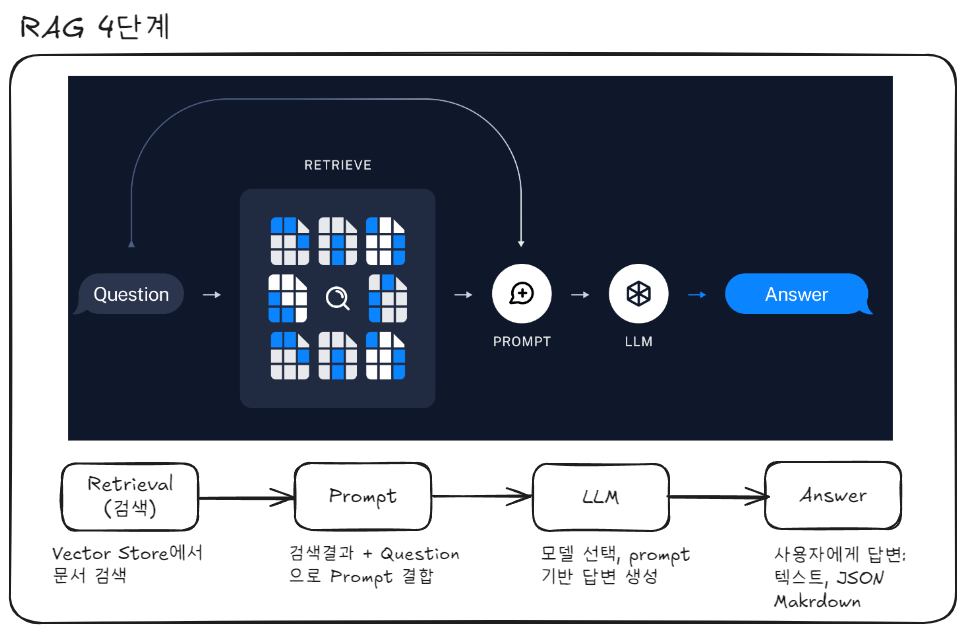 RAG 4단계
RETRIEVE
Question
Answer
PROMPT
LLM
Retrieval
(검색)
Prompt
LLM
Answer
Vector Store에서
문서 검색
검색결과 + Question
으로 Prompt 결합
모델 선택, prompt
기반 답변 생성
사용자에게 답변:
텍스트, JSON
Makrdown